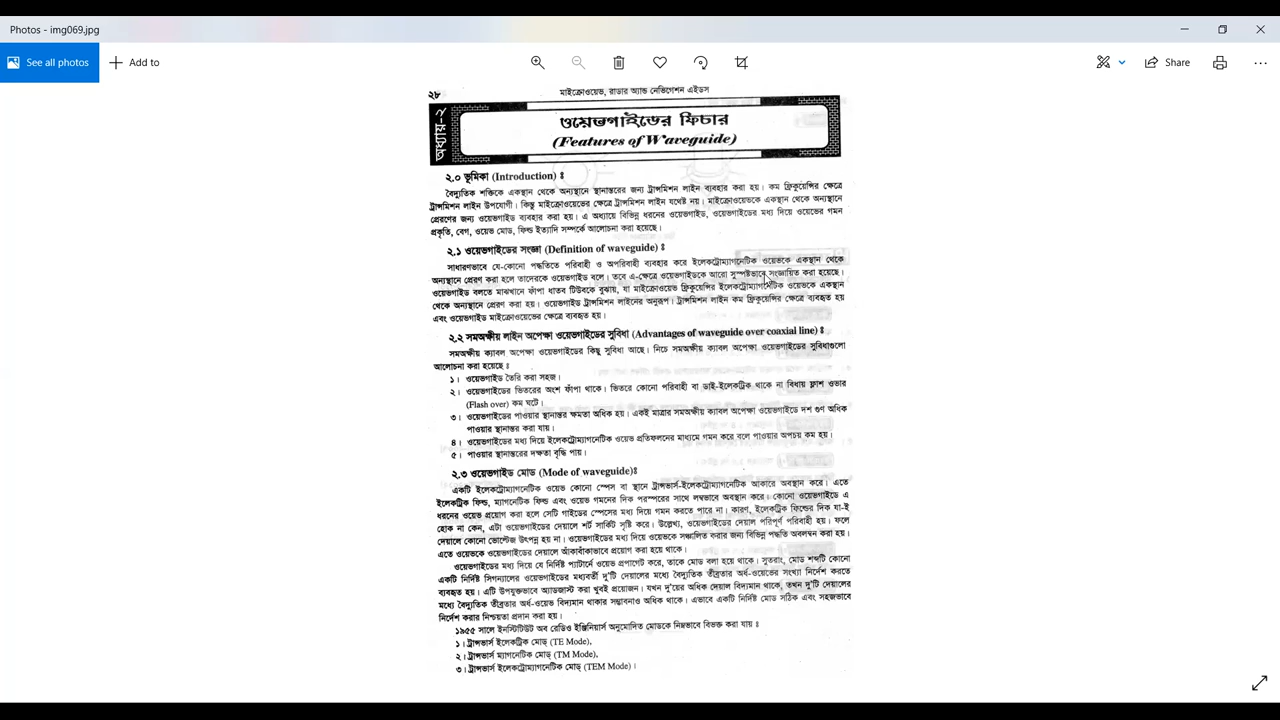 Photos - img069.jpg
See all photos
Add to
Share
২৮
মাইক্রোওয়েভ, রাডার অ্যান্ড নেভিগেশন এইডস
অধ্যায়-২
ওয়েভগাইডের ফিচার
(Features of Waveguide)
২.০ ভূমিকা (Introduction) ঃ
বৈদ্যুতিক শক্তিকে একস্থান থেকে অন্যস্থানে স্থানান্তরের জন্য ট্রান্সমিশন লাইন ব্যবহার করা হয়। কম ফ্রিকুয়েন্সির ক্ষেত্রে
ট্রান্সমিশন লাইন উপযোগী। কিন্তু মাইক্রোওয়েভের ক্ষেত্রে ট্রান্সমিশন লাইন যথেষ্ট নয়। মাইক্রোওয়েভকে একস্থান থেকে অন্যস্থানে
প্রেরণের জন্য ওয়েভগাইড ব্যবহার করা হয়। এ অধ্যায়ে বিভিন্ন ধরনের ওয়েভগাইড, ওয়েভগাইডের মধ্য দিয়ে ওয়েভের গমন
প্রকৃতি, বেগ, ওয়েভ মোড, ফিল্ড ইত্যাদি সম্পর্কে আলোচনা করা হয়েছে।
২.১ ওয়েভগাইডের সংজ্ঞা (Definition of waveguide) ঃ
সাধারণভাবে যে-কোনো পদ্ধতিতে পরিবাহী ও অপরিবাহী ব্যবহার করে ইলেকট্রোম্যাগনেটিক ওয়েভকে একস্থান থেকে
অন্যস্থানে প্রেরণ করা হলে তাদেরকে ওয়েভগাইড বলে। তবে এ-ক্ষেত্রে ওয়েভগাইডকে আরো সুস্পষ্টভাবে সংজ্ঞায়িত করা হয়েছে।
ওয়েভগাইড বলতে মাঝখানে ফাঁপা ধাতব টিউবকে বুঝায়, যা মাইক্রোওয়েভ ফ্রিকুয়েন্সির ইলেকট্রোম্যাগনেটিক ওয়েভকে একস্থান
থেকে অন্যস্থানে প্রেরণ করা হয়। ওয়েভগাইড ট্রান্সমিশন লাইনের অনুরূপ। ট্রান্সমিশন লাইন কম ফ্রিকুয়েন্সির ক্ষেত্রে ব্যবহৃত হয়
এবং ওয়েভগাইড মাইক্রোওয়েভের ক্ষেত্রে ব্যবহৃত হয়।
২.২ সমঅক্ষীয় লাইন অপেক্ষা ওয়েভগাইডের সুবিধা (Advantages of waveguide over coaxial line) ঃ
সমঅক্ষীয় ক্যাবল অপেক্ষা ওয়েভগাইডের কিছু সুবিধা আছে। নিচে সমঅক্ষীয় ক্যাবল অপেক্ষা ওয়েভগাইডের সুবিধাগুলো
আলোচনা করা হয়েছে ঃ
১। ওয়েভগাইড তৈরি করা সহজ।
২। ওয়েভগাইডের ভিতরের অংশ ফাঁপা থাকে। ভিতরে কোনো পরিবাহী বা ডাই-ইলেকট্রিক থাকে না বিধায় ফ্লাশ ওভার
(Flash over) কম ঘটে।
৩। ওয়েভগাইডের পাওয়ার স্থানান্তর ক্ষমতা অধিক হয়। একই মাত্রার সমঅক্ষীয় ক্যাবল অপেক্ষা ওয়েভগাইডে দশ গুণ অধিক
পাওয়ার স্থানান্তর করা যায়।
৪। ওয়েভগাইডের মধ্য দিয়ে ইলেকট্রোম্যাগনেটিক ওয়েভ প্রতিফলনের মাধ্যমে গমন করে বলে পাওয়ার অপচয় কম হয়।
৫। পাওয়ার স্থানান্তরের দক্ষতা বৃদ্ধি পায়।
২.৩ ওয়েভগাইড মোড (Mode of waveguide)ঃ
একটি ইলেকট্রোম্যাগনেটিক ওয়েভ কোনো স্পেস বা স্থানে ট্রান্সভার্স-ইলেকট্রোম্যাগনেটিক আকারে অবস্থান করে। এতে
ইলেকট্রিক ফিল্ড, ম্যাগনেটিক ফিল্ড এবং ওয়েভ গমনের দিক পরস্পরের সাথে লম্বভাবে অবস্থান করে। কোনো ওয়েভগাইডে এ
ধরনের ওয়েভ প্রয়োগ করা হলে সেটি গাইডের স্পেসের মধ্য দিয়ে গমন করতে পারে না। কারণ, ইলেকট্রিক ফিল্ডের দিক যা-ই
হোক না কেন, এটা ওয়েভগাইডের দেয়ালে শর্ট সার্কিট সৃষ্টি করে। উল্লেখ্য, ওয়েভগাইডের দেয়াল পরিপূর্ণ পরিবাহী হয়। ফলে
দেয়ালে কোনো ভোল্টেজ উৎপন্ন হয় না। ওয়েভগাইডের মধ্য দিয়ে ওয়েভকে সঞ্চালিত করার জন্য বিভিন্ন পদ্ধতি অবলম্বন করা হয়।
এতে ওয়েভকে ওয়েভগাইডের দেয়ালে আঁকাবাঁকাভাবে প্রয়োগ করা হয়ে থাকে।
ওয়েভগাইডের মধ্য দিয়ে যে নির্দিষ্ট প্যাটার্নে ওয়েভ প্রপাগেট করে, তাকে মোড বলা হয়ে থাকে। সুতরাং, মোড শব্দটি কোনো
একটি নির্দিষ্ট সিগন্যালের ওয়েভগাইডের মধ্যবর্তী দু'টি দেয়ালের মধ্যে বৈদ্যুতিক তীব্রতার অর্ধ-ওয়েভের সংখ্যা নির্দেশ করতে
ব্যবহৃত হয়। এটি উপযুক্তভাবে অ্যাডজাস্ট করা খুবই প্রয়োজন। যখন দু'য়ের অধিক দেয়াল বিদ্যমান থাকে, তখন দু'টি দেয়ালের
মধ্যে বৈদ্যুতিক তীব্রতার অর্ধ-ওয়েভ বিদ্যমান থাকার সম্ভাবনাও অধিক থাকে। এভাবে একটি নির্দিষ্ট মোড সঠিক এবং সহজভাবে
নির্দেশ করার নিশ্চয়তা প্রদান করা হয়।
১৯৫৫ সালে ইনস্টিটিউট অব রেডিও ইঞ্জিনিয়ার্স অনুমোদিত মোডকে নিম্নভাবে বিভক্ত করা যায় ঃ
১। ট্রান্সভার্স ইলেকট্রিক মোড্ (TE Mode),
২। ট্রান্সভার্স ম্যাগনেটিক মোড্ (TM Mode),
৩। ট্রান্সভার্স ইলেকট্রোম্যাগনেটিক মোড্ (TEM Mode)।